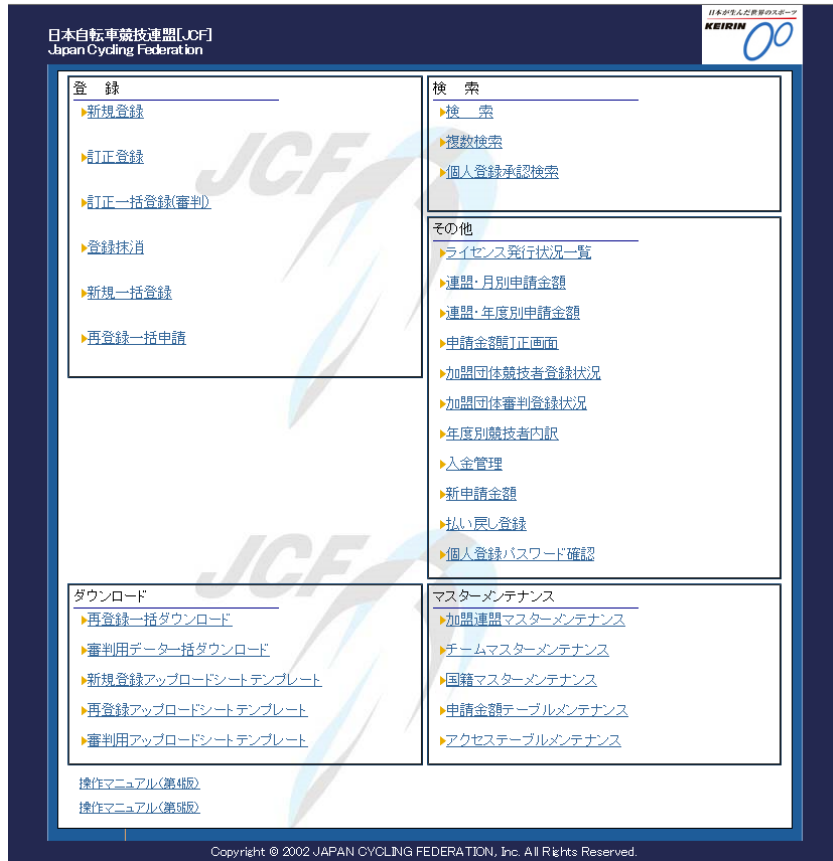 日本自転車競技連盟[JCF]
Japan Cycling Federation
日本が生んだ世界のスポーツ
KEIRIN
登　録
新規登録
訂正登録
訂正一括登録(審判)
登録抹消
新規一括登録
再登録一括申請
検　索
検　索
複数検索
個人登録承認検索
その他
ライセンス発行状況一覧
連盟・月別申請金額
連盟・年度別申請金額
申請金額訂正画面
加盟団体競技者登録状況
加盟団体審判登録状況
年度別競技者内訳
入金管理
新申請金額
払い戻し登録
個人登録パスワード確認
JCF
JCF
ダウンロード
再登録一括ダウンロード
審判用データ一括ダウンロード
新規登録アップロードシートテンプレート
再登録アップロードシートテンプレート
審判用アップロードシートテンプレート
マスターメンテナンス
加盟連盟マスターメンテナンス
チームマスターメンテナンス
国籍マスターメンテナンス
申請金額テーブルメンテナンス
アクセステーブルメンテナンス
操作マニュアル(第4版)
操作マニュアル(第5版)
Copyright © 2002 JAPAN CYCLING FEDERATION, Inc. All Rights Reserved.